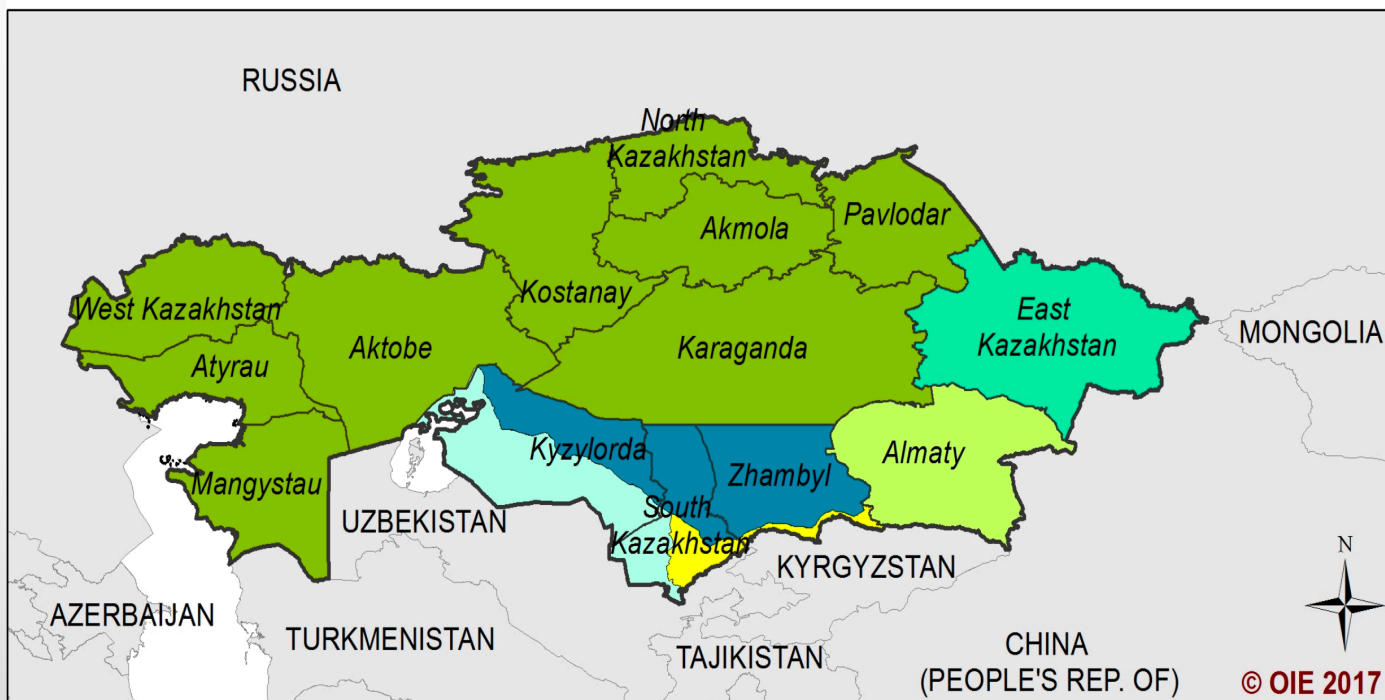 RUSSIA
North
Kazakhstan
Pavlodar
Akmola
West Kazakhstan
Kostanay
East
Kazakhstan
MONGOLIA
Aktobe
Karaganda
Atyrau
Kyzylorda
Zhambyl
Almaty
Mangystau
South
Kazakhstan
UZBEKISTAN
KYRGYZSTAN
N
AZERBAIJAN
TURKMENISTAN
TAJIKISTAN
CHINA
(PEOPLE'S REP. OF)
© OIE 2017